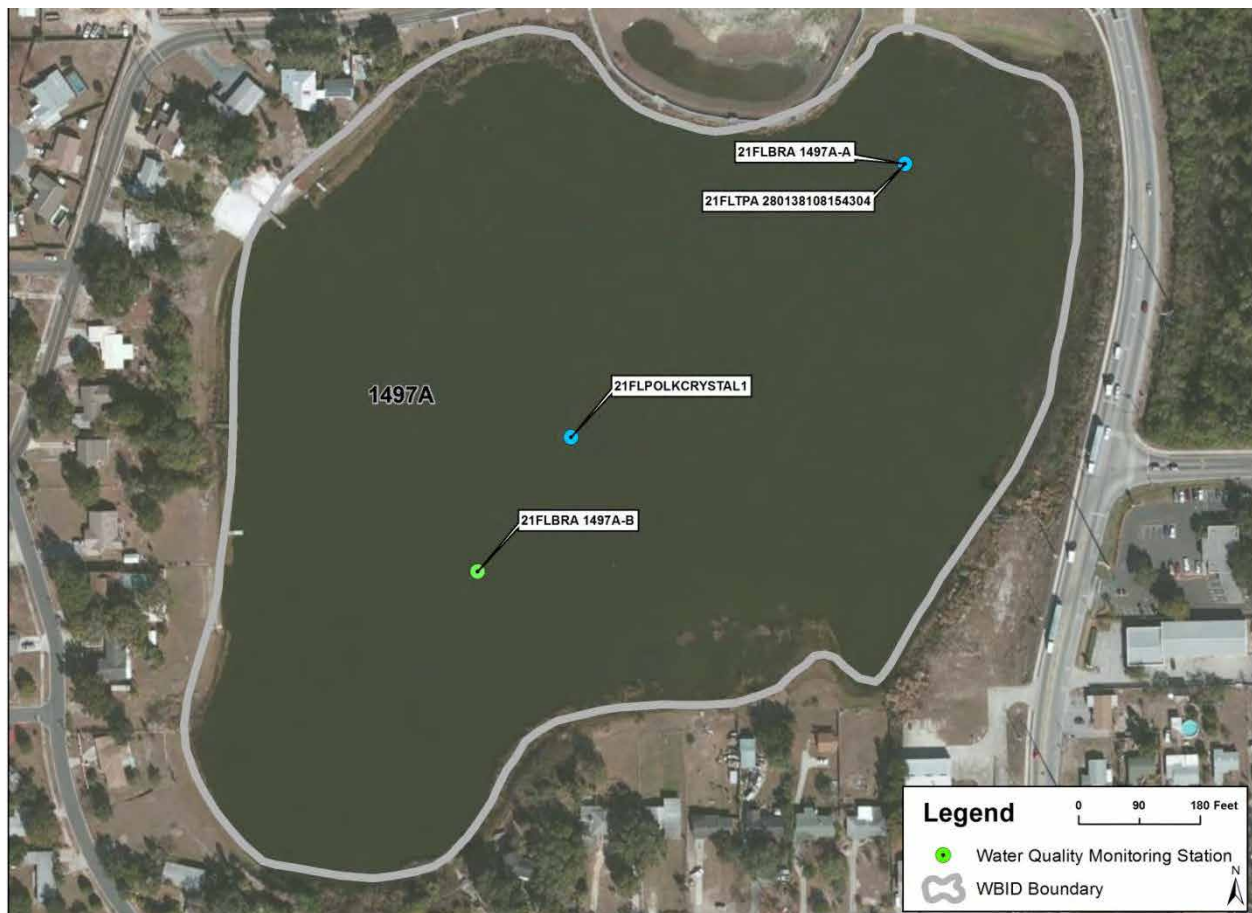 21FLBRA 1497A-A
21FLTPA 280138108154304
21FLPOLKCRYSTAL1
1497A
21FLBRA 1497A-B
Legend
0 90 180 Feet
Water Quality Monitoring Station
WBID Boundary
N